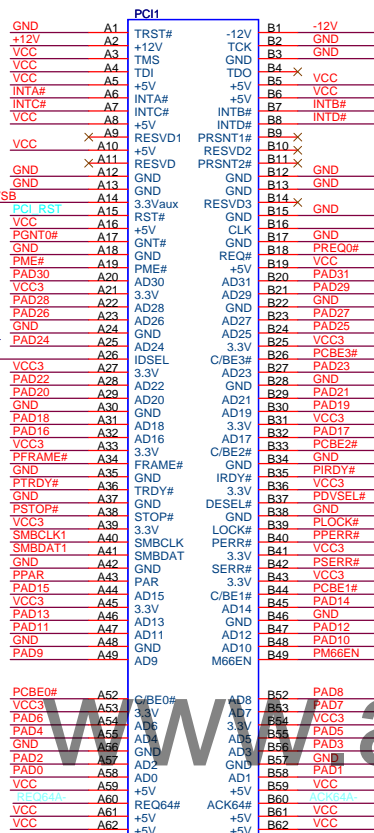 PCI1
GND A1 TRST# -12V B1 -12V
+12V A2 +12V TCK B2 GND
VCC A3 TMS GND B3 GND
VCC A4 TDI TDO B4
VCC A5 +5V +5V B5 VCC
INTA# A6 INTA# +5V B6 VCC
INTC# A7 INTC# INTB# B7 INTB#
VCC A8 +5V INTD# B8 INTD#
A9 RESVD1 PRSNT1# B9
VCC A10 +5V RESVD2 B10
A11 RESVD PRSNT2# B11
GND A12 GND GND B12 GND
GND A13 GND GND B13 GND
SB A14 3.3Vaux RESVD3 B14
PCI_RST A15 RST# GND B15 GND
VCC A16 +5V CLK B16
PGNT0# A17 GNT# GND B17 GND
GND A18 GND REQ# B18 PREQ0#
PME# A19 PME# +5V B19 VCC
PAD30 A20 AD30 AD31 B20 PAD31
VCC3 A21 3.3V AD29 B21 PAD29
PAD28 A22 AD28 GND B22 GND
PAD26 A23 AD26 AD27 B23 PAD27
GND A24 GND AD25 B24 PAD25
PAD24 A25 AD24 3.3V B25 VCC3
A26 IDSEL C/BE3# B26 PCBE3#
VCC3 A27 3.3V AD23 B27 PAD23
PAD22 A28 AD22 GND B28 GND
PAD20 A29 AD20 AD21 B29 PAD21
GND A30 GND AD19 B30 PAD19
PAD18 A31 AD18 3.3V B31 VCC3
PAD16 A32 AD16 AD17 B32 PAD17
VCC3 A33 3.3V C/BE2# B33 PCBE2#
PFRAME# A34 FRAME# GND B34 GND
GND A35 GND IRDY# B35 PIRDY#
PTRDY# A36 TRDY# 3.3V B36 VCC3
GND A37 GND DESEL# B37 PDVSEL#
PSTOP# A38 STOP# GND B38 GND
VCC3 A39 3.3V LOCK# B39 PLOCK#
SMBCLK1 A40 SMBCLK PERR# B40 PPERR#
SMBDAT1 A41 SMBDAT 3.3V B41 VCC3
GND A42 GND SERR# B42 PSERR#
PPAR A43 PAR 3.3V B43 VCC3
PAD15 A44 AD15 C/BE1# B44 PCBE1#
VCC3 A45 3.3V AD14 B45 PAD14
PAD13 A46 AD13 GND B46 GND
PAD11 A47 AD11 AD12 B47 PAD12
GND A48 GND AD10 B48 PAD10
PAD9 A49 AD9 M66EN B49 PM66EN
PCBE0# A52 C/BE0# AD8 B52 PAD8
VCC3 A53 3.3V AD7 B53 PAD7
PAD6 A54 AD6 3.3V B54 VCC3
PAD4 A55 AD4 AD5 B55 PAD5
GND A56 GND AD3 B56 PAD3
PAD2 A57 AD2 GND B57 GND
PAD0 A58 AD0 AD1 B58 PAD1
VCC A59 +5V +5V B59 VCC
REQ64A- A60 REQ64# ACK64# B60 ACK64A-
VCC A61 +5V +5V B61 VCC
VCC A62 +5V +5V B62 VCC
www.a